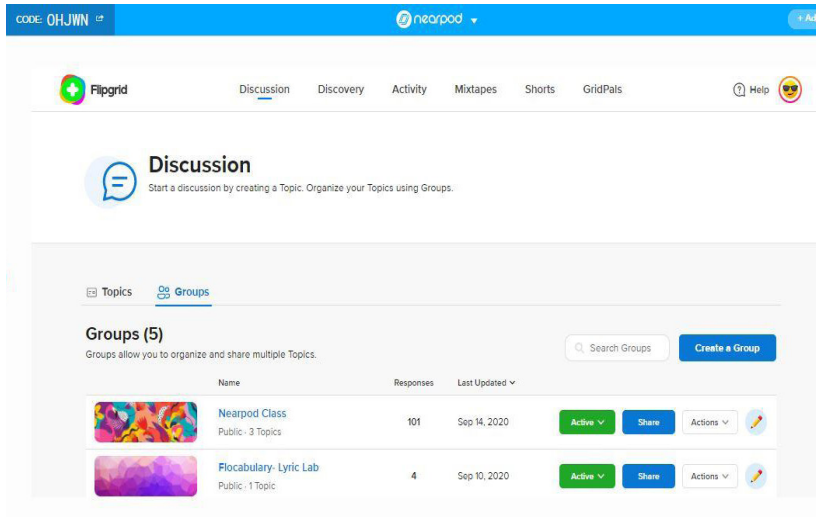 CODE: OHJWN
nearpod
+ Ad
Flipgrid
Discussion Discovery Activity Mixtapes Shorts GridPals
Help
Discussion
Start a discussion by creating a Topic. Organize your Topics using Groups.
Topics Groups
Groups (5)
Groups allow you to organize and share multiple Topics.
Search Groups
Create a Group
Name Responses Last Updated
Nearpod Class
Public · 3 Topics
101 Sep 14, 2020 Active Share Actions
Flocabulary- Lyric Lab
Public · 1 Topic
4 Sep 10, 2020 Active Share Actions